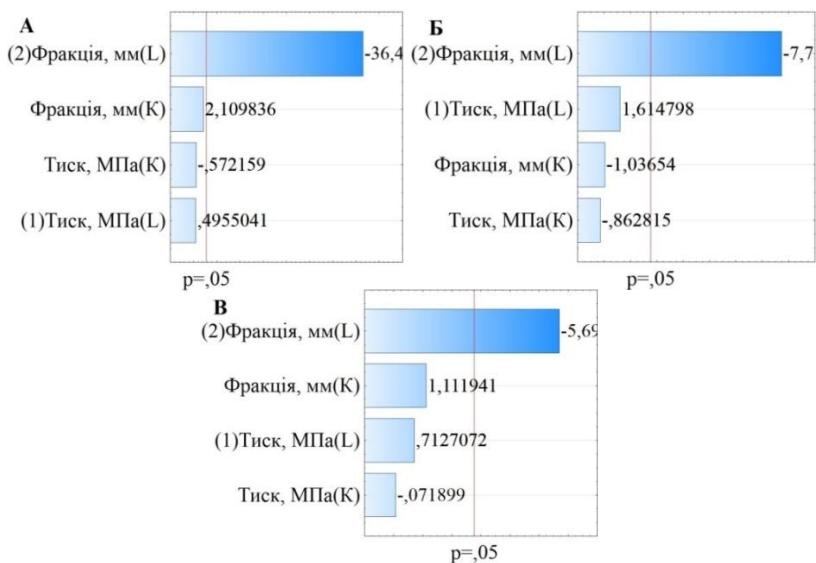 А
(2)Фракція, мм(L)
-36,4
Фракція, мм(К)
2,109836
Тиск, МПа(К)
-,572159
(1)Тиск, МПа(L)
,4955041
p=,05
Б
(2)Фракція, мм(L)
-7,7
(1)Тиск, МПа(L)
1,614798
Фракція, мм(К)
-1,03654
Тиск, МПа(К)
-,862815
p=,05
В
(2)Фракція, мм(L)
-5,69
Фракція, мм(К)
1,111941
(1)Тиск, МПа(L)
,7127072
Тиск, МПа(К)
-,071899
p=,05